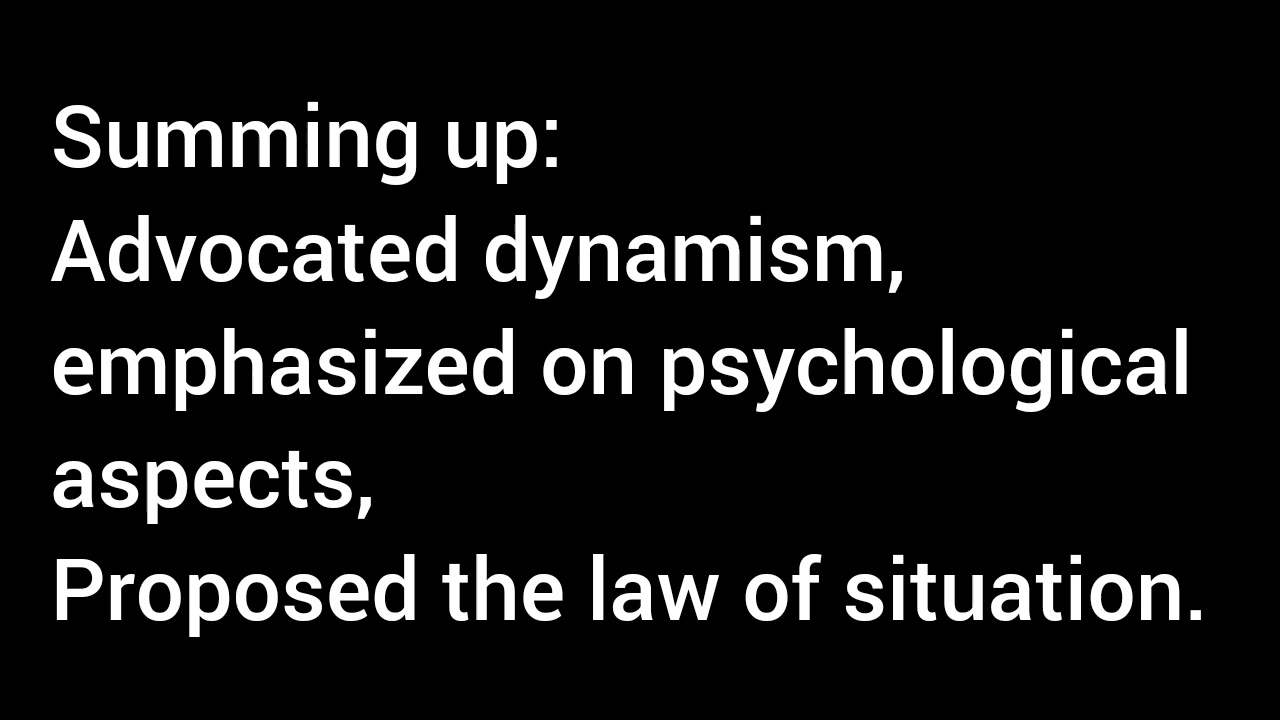 Summing up:
Advocated dynamism,
emphasized on psychological
aspects,
Proposed the law of situation.